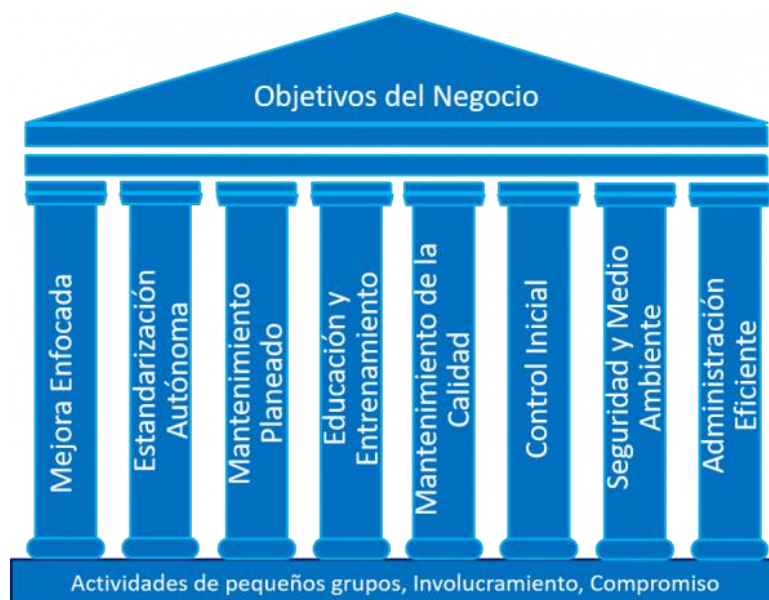 Objetivos del Negocio
Mejora Enfocada
Estandarización
Autónoma
Mantenimiento
Planeado
Educación y
Entrenamiento
Mantenimiento de la
Calidad
Control Inicial
Seguridad y Medio
Ambiente
Administración
Eficiente
Actividades de pequeños grupos, Involucramiento, Compromiso